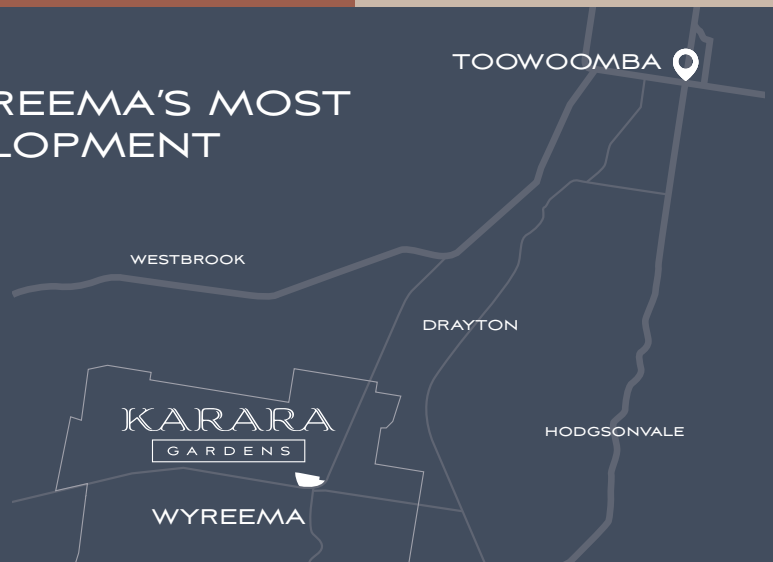 TOOWOOMBA
REEMA'S MOST
LOPMENT
WESTBROOK
DRAYTON
KARARA
GARDENS
HODGSONVALE
WYREEMA